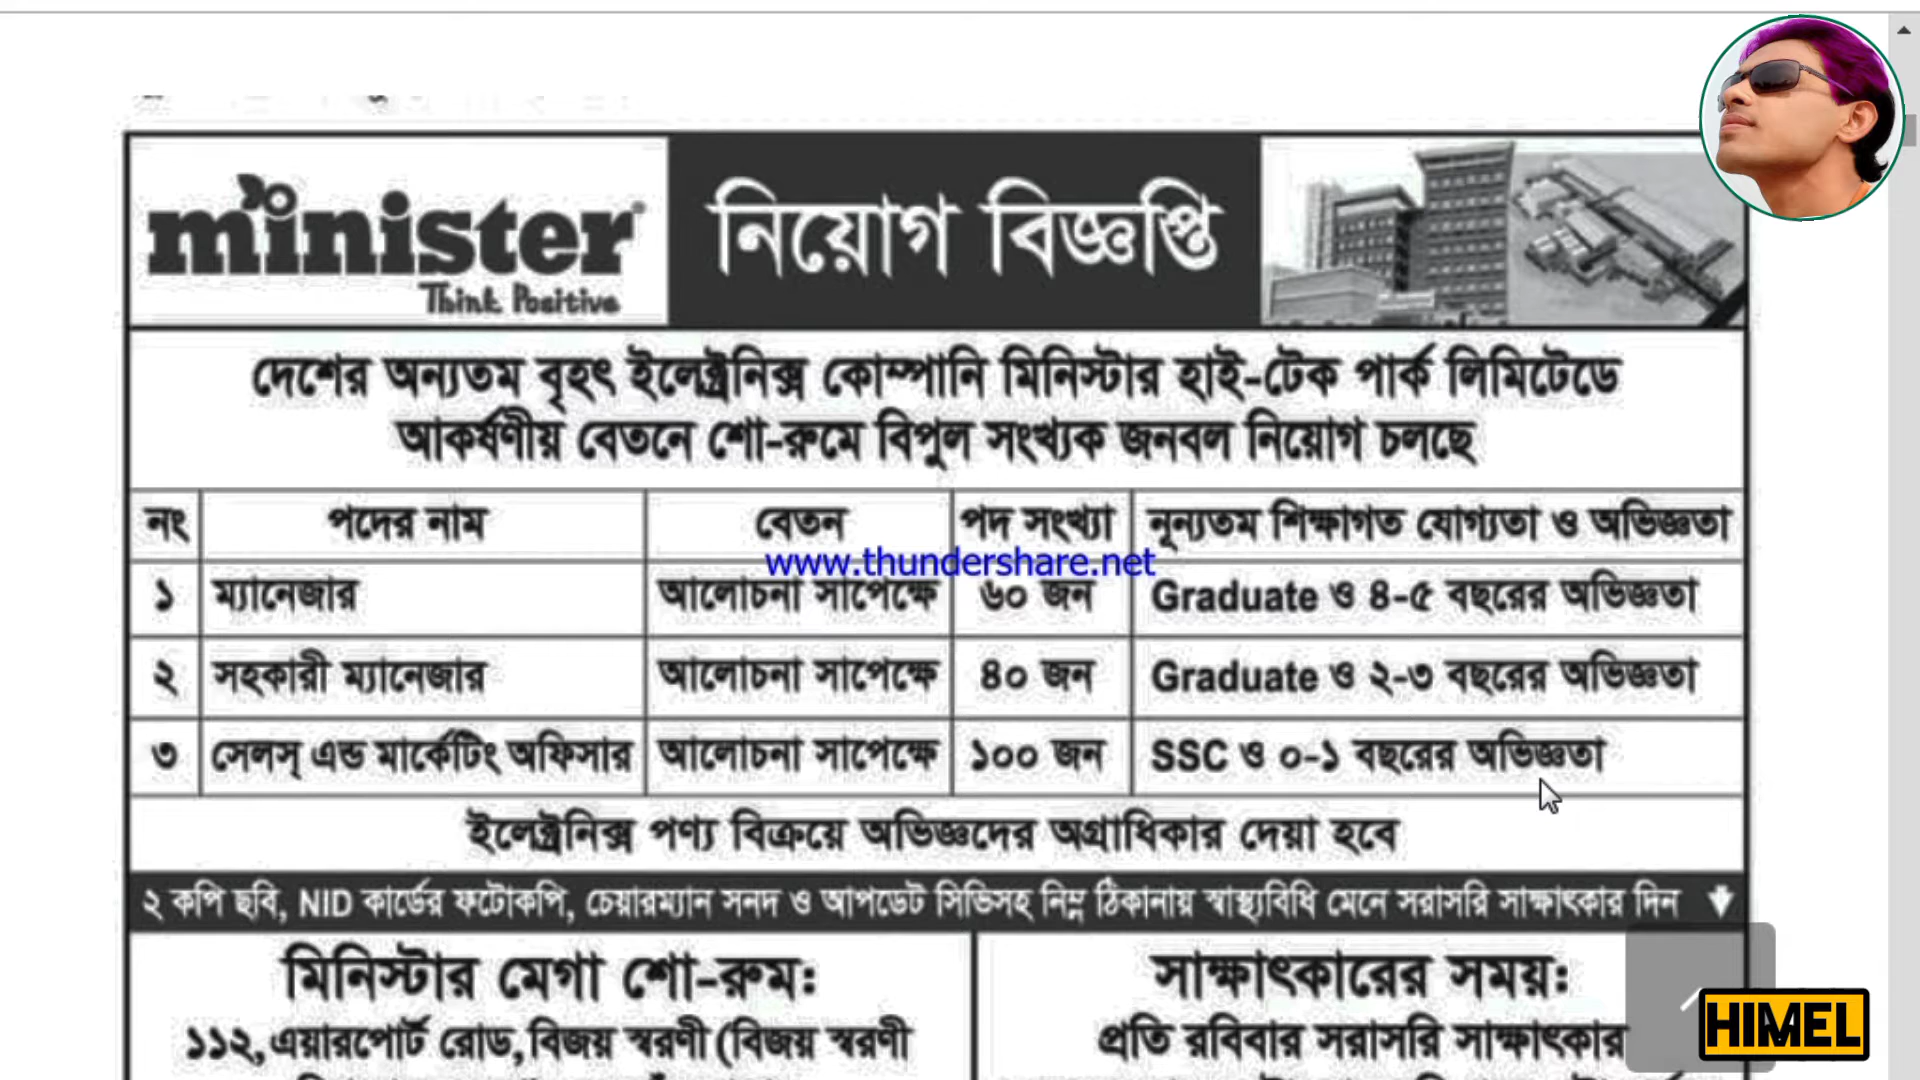 minister
Think Positive
নিয়োগ বিজ্ঞপ্তি
দেশের অন্যতম বৃহৎ ইলেক্ট্রনিক্স কোম্পানি মিনিস্টার হাই-টেক পার্ক লিমিটেডে
আকর্ষণীয় বেতনে শো-রুমে বিপুল সংখ্যক জনবল নিয়োগ চলছে
নং পদের নাম বেতন পদ সংখ্যা নূন্যতম শিক্ষাগত যোগ্যতা ও অভিজ্ঞতা
www.thundershare.net
১ ম্যানেজার আলোচনা সাপেক্ষে ৬০ জন Graduate ও ৪-৫ বছরের অভিজ্ঞতা
২ সহকারী ম্যানেজার আলোচনা সাপেক্ষে ৪০ জন Graduate ও ২-৩ বছরের অভিজ্ঞতা
৩ সেলস্ এন্ড মার্কেটিং অফিসার আলোচনা সাপেক্ষে ১০০ জন SSC ও ০-১ বছরের অভিজ্ঞতা
ইলেক্ট্রনিক্স পণ্য বিক্রয়ে অভিজ্ঞদের অগ্রাধিকার দেয়া হবে
২ কপি ছবি, NID কার্ডের ফটোকপি, চেয়ারম্যান সনদ ও আপডেট সিভিসহ নিম্ন ঠিকানায় স্বাস্থ্যবিধি মেনে সরাসরি সাক্ষাৎকার দিন
মিনিস্টার মেগা শো-রুম:
১১২, এয়ারপোর্ট রোড, বিজয় স্বরণী (বিজয় স্বরণী
সাক্ষাৎকারের সময়:
প্রতি রবিবার সরাসরি সাক্ষাৎকার
HIMEL